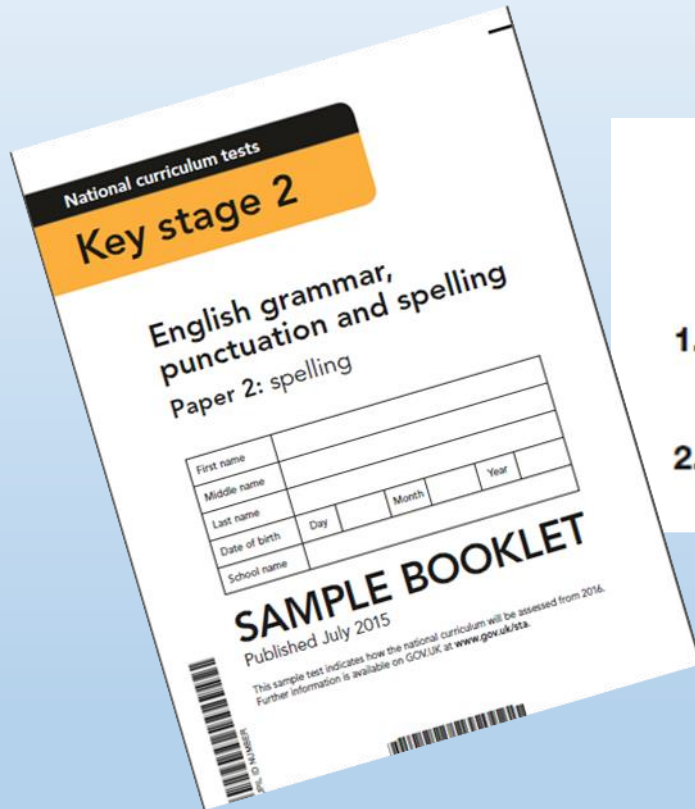 National curriculum tests
Key stage 2
English grammar,
punctuation and spelling
Paper 2: spelling
First name
Middle name
Last name
Date of birth Day Month Year
School name
SAMPLE BOOKLET
Published July 2015
This sample test indicates how the national curriculum will be assessed from 2016.
Further information is available on GOV.UK at www.gov.uk/sta.
ID NUMBER
1.
2.